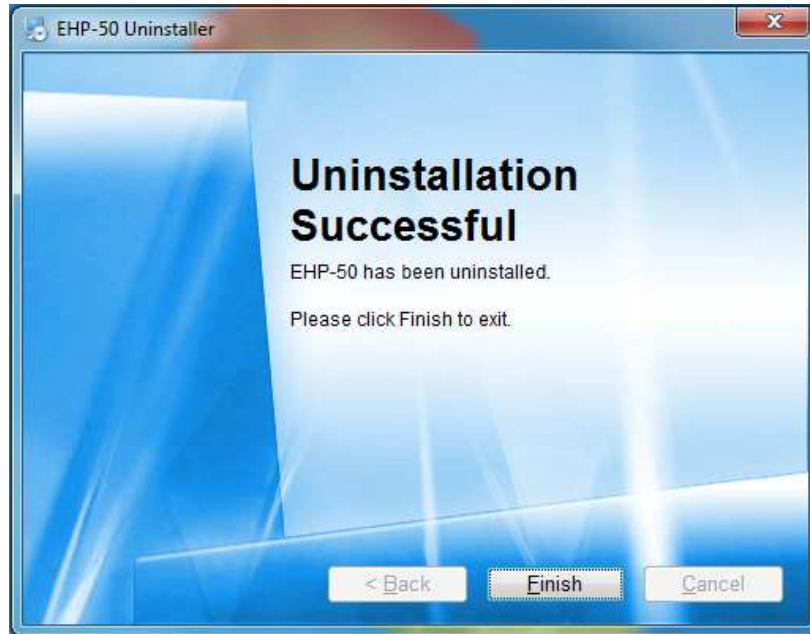 EHP-50 Uninstaller
Uninstallation
Successful
EHP-50 has been uninstalled.
Please click Finish to exit.
< Back
Finish
Cancel